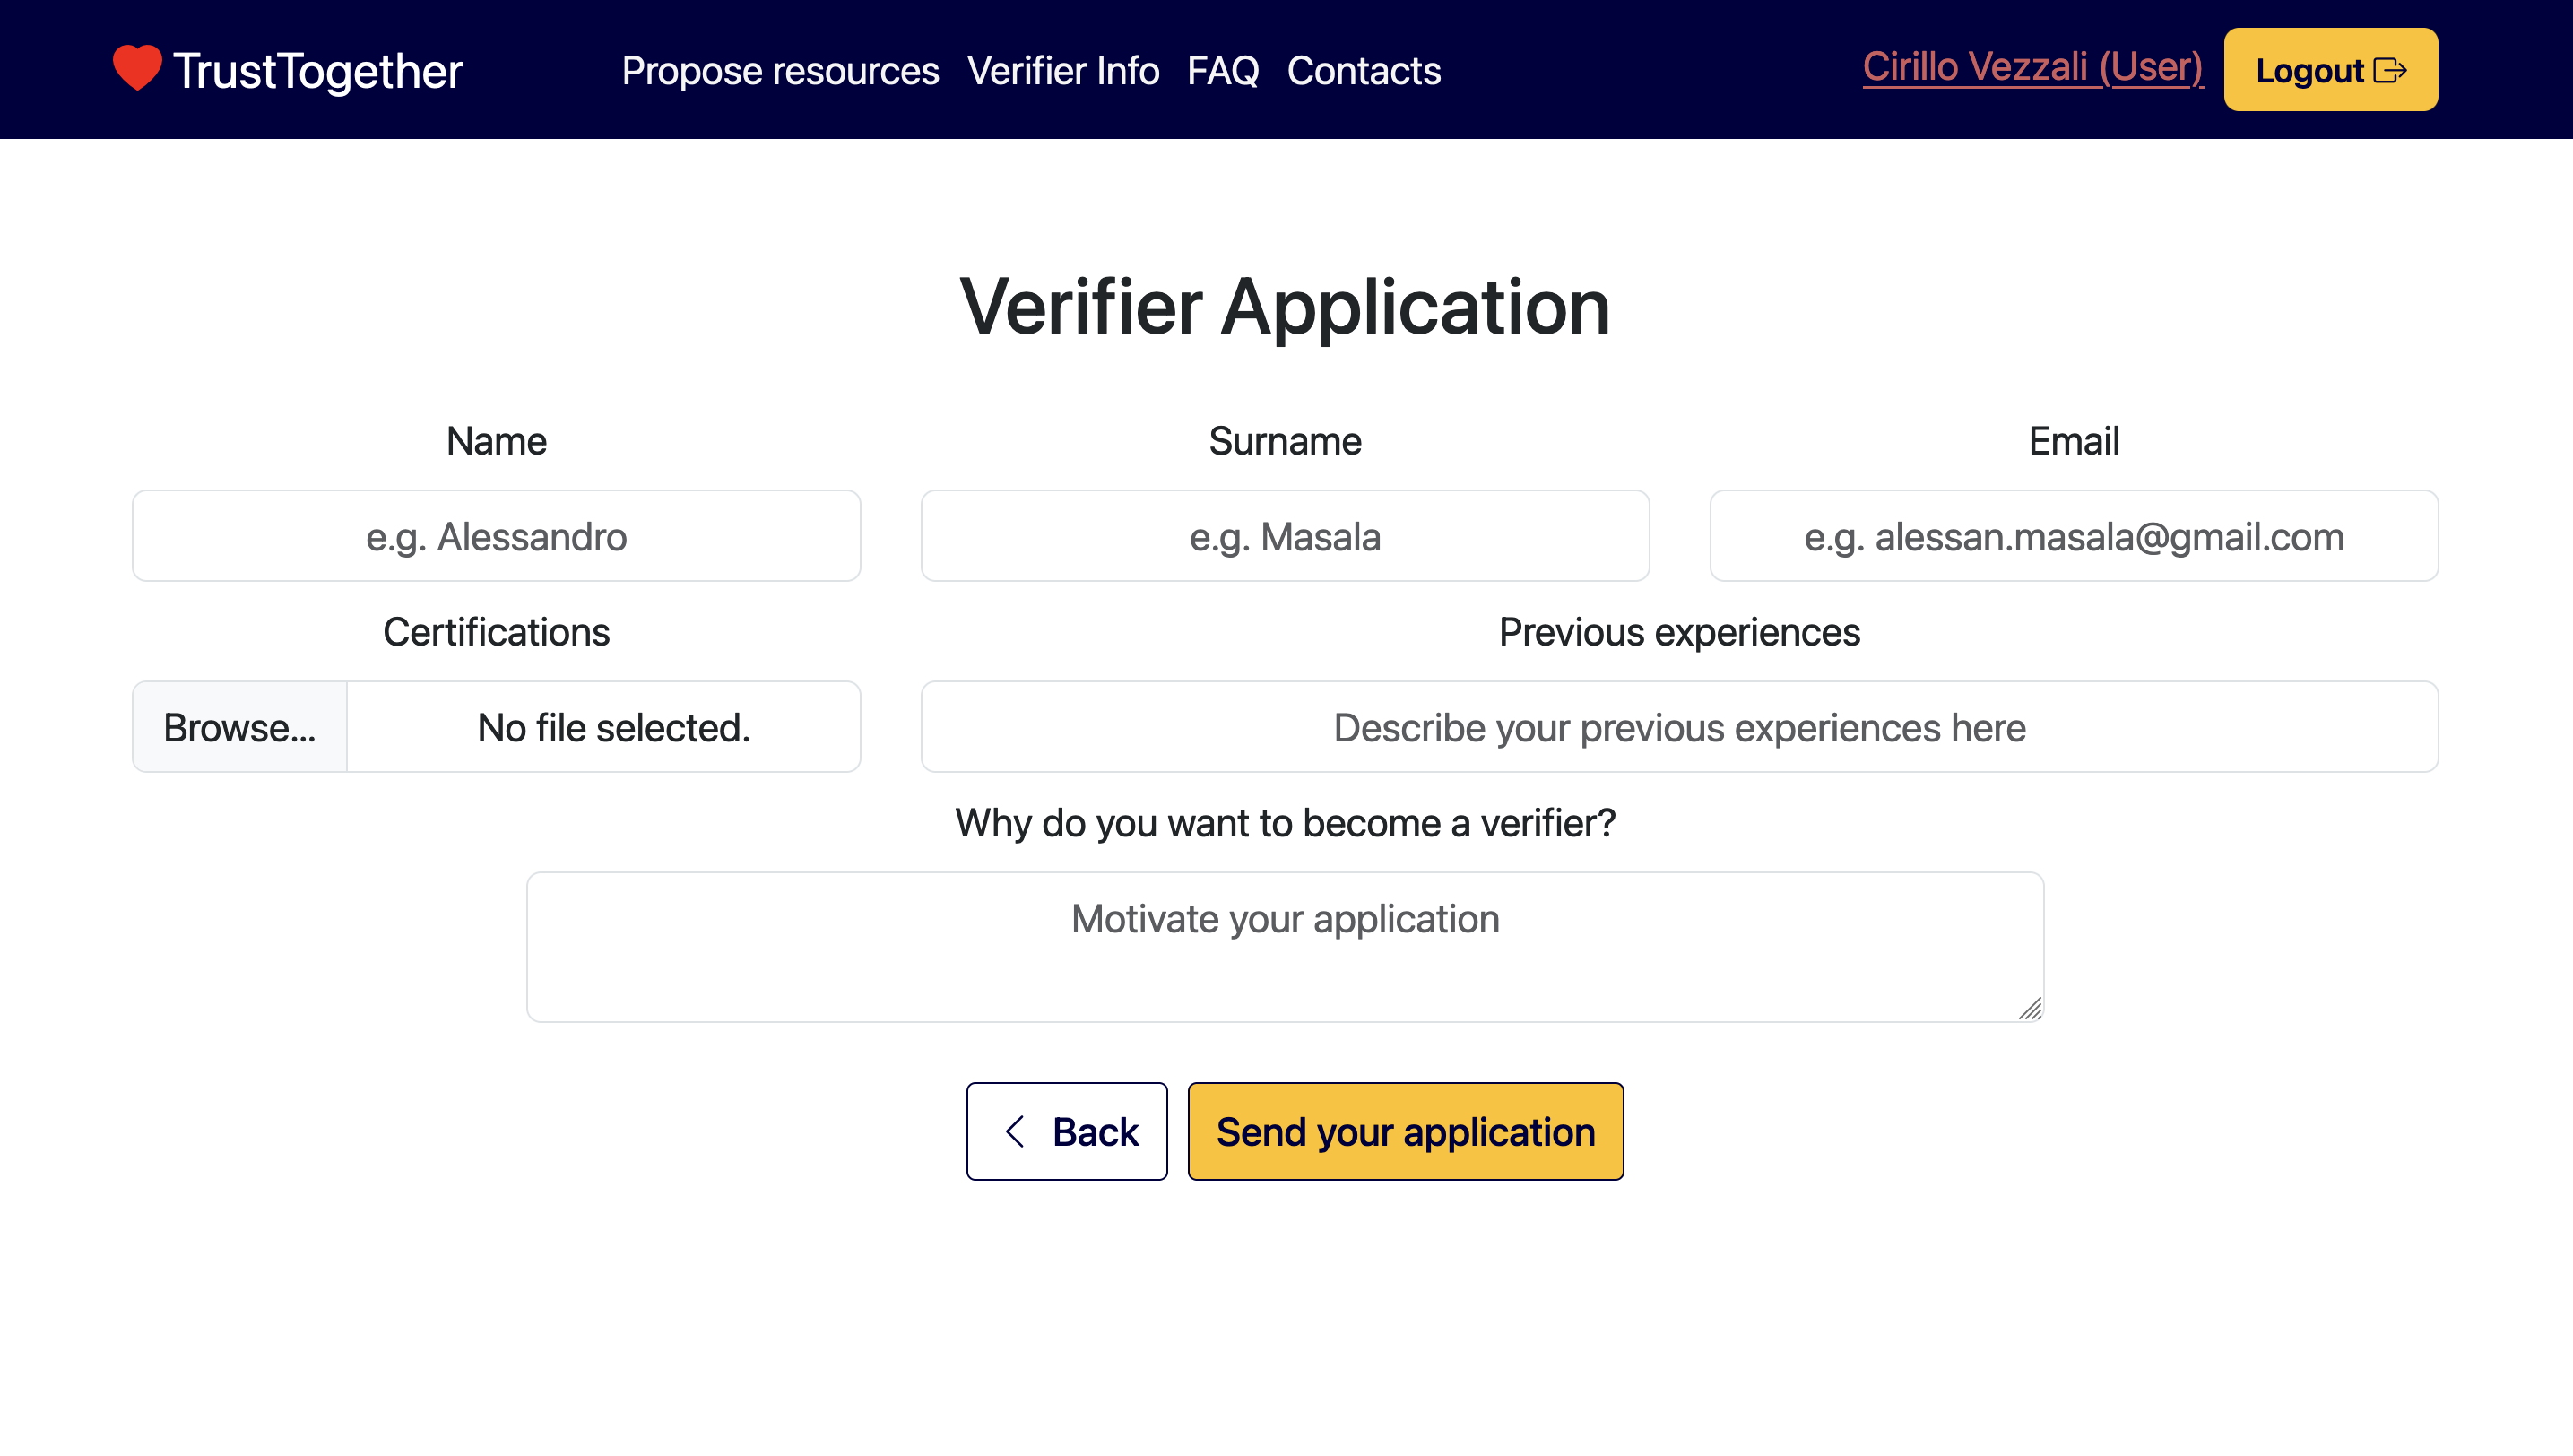 TrustTogether
Propose resources
Verifier Info
FAQ
Contacts
Cirillo Vezzali (User)
Logout
Verifier Application
Name
Surname
Email
e.g. Alessandro
e.g. Masala
e.g. alessan.masala@gmail.com
Certifications
Previous experiences
Browse...
No file selected.
Describe your previous experiences here
Why do you want to become a verifier?
Motivate your application
Back
Send your application